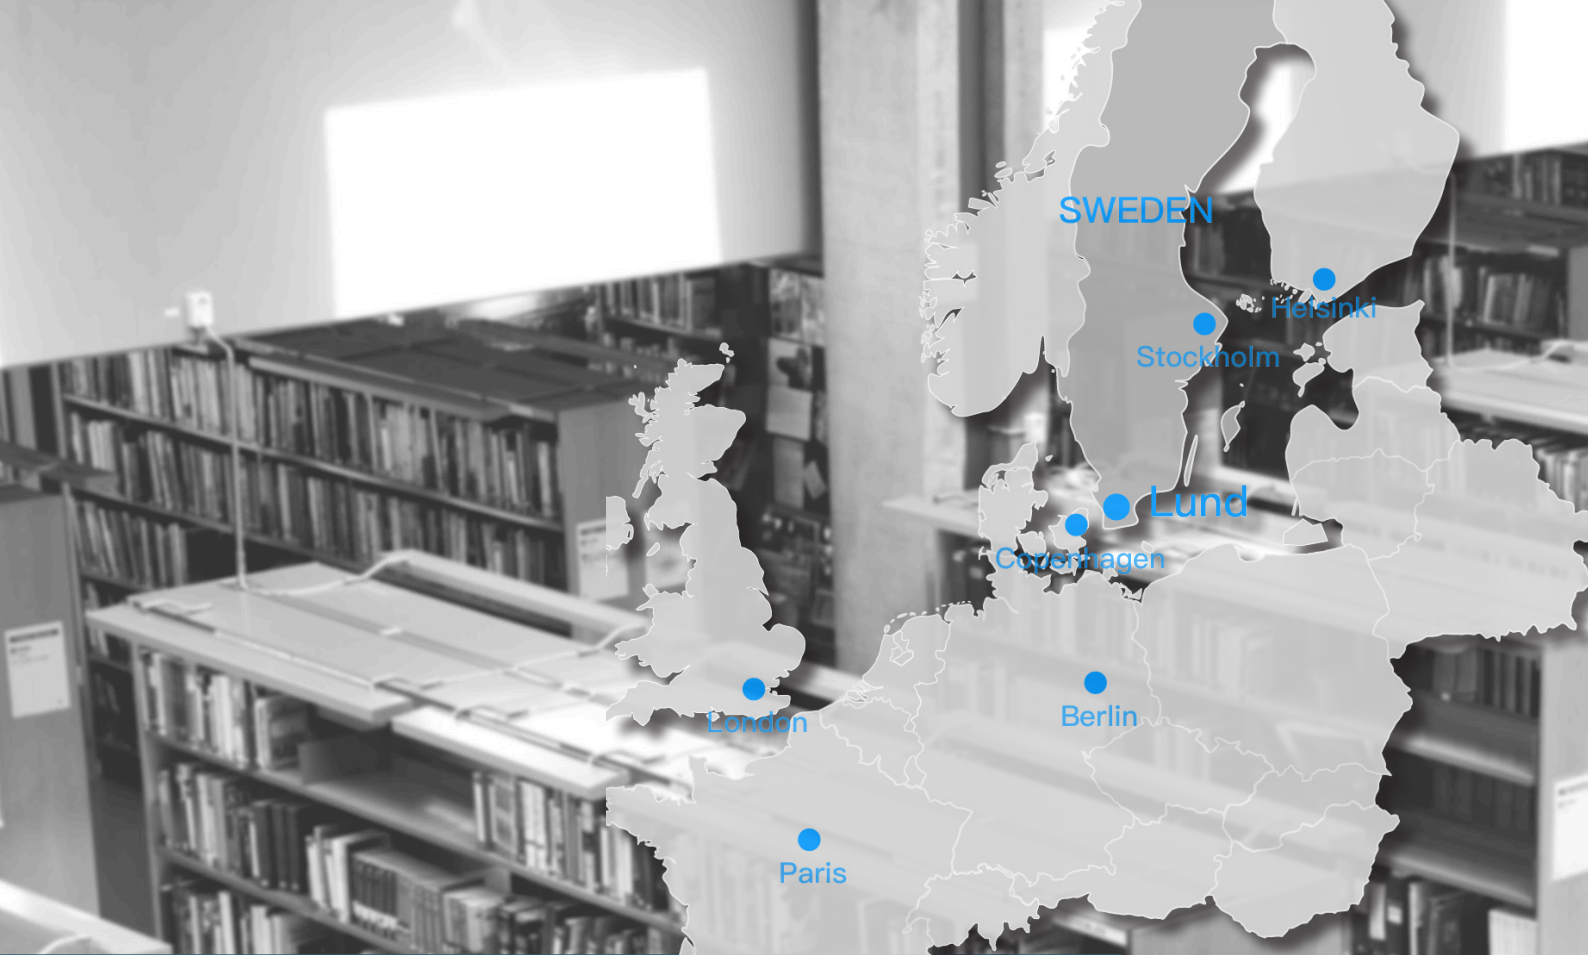 SWEDEN
Helsinki
Stockholm
Lund
Copenhagen
London
Berlin
Paris